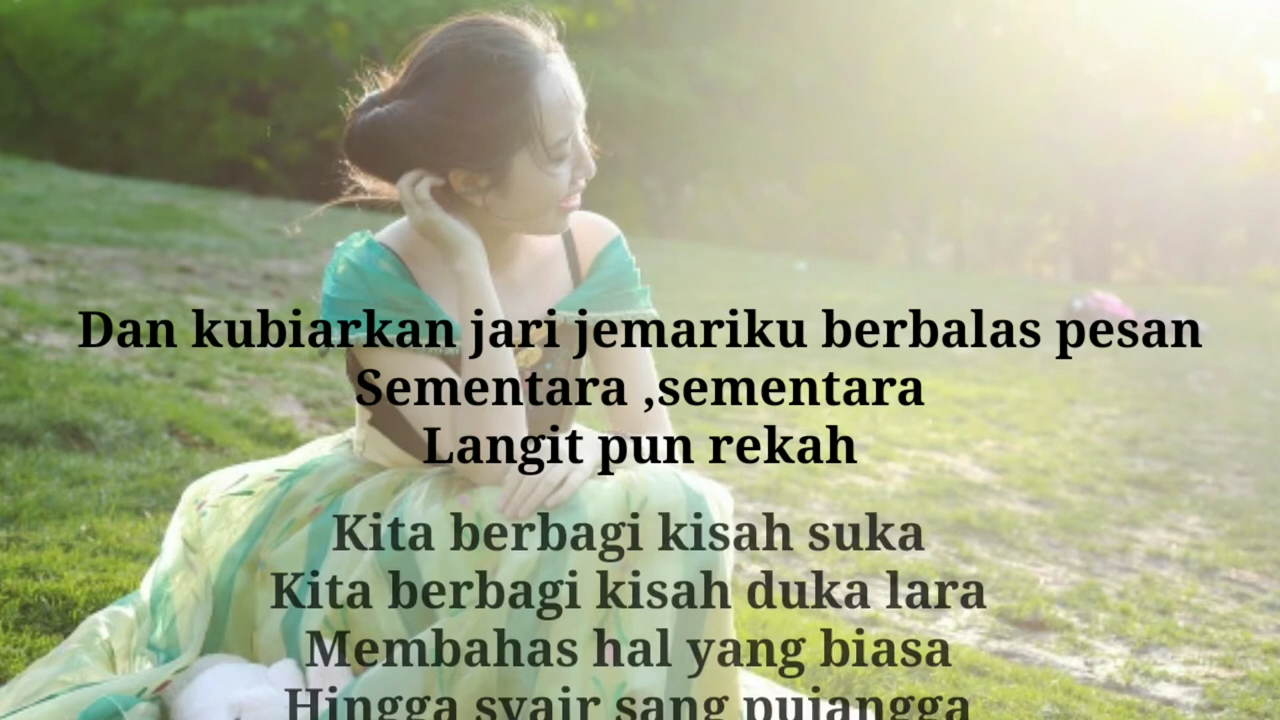 Dan kubiarkan jari jemariku berbalas pesan
Sementara ,sementara
Langit pun rekah
Kita berbagi kisah suka
Kita berbagi kisah duka lara
Membahas hal yang biasa
Hingga syair sang pujangga